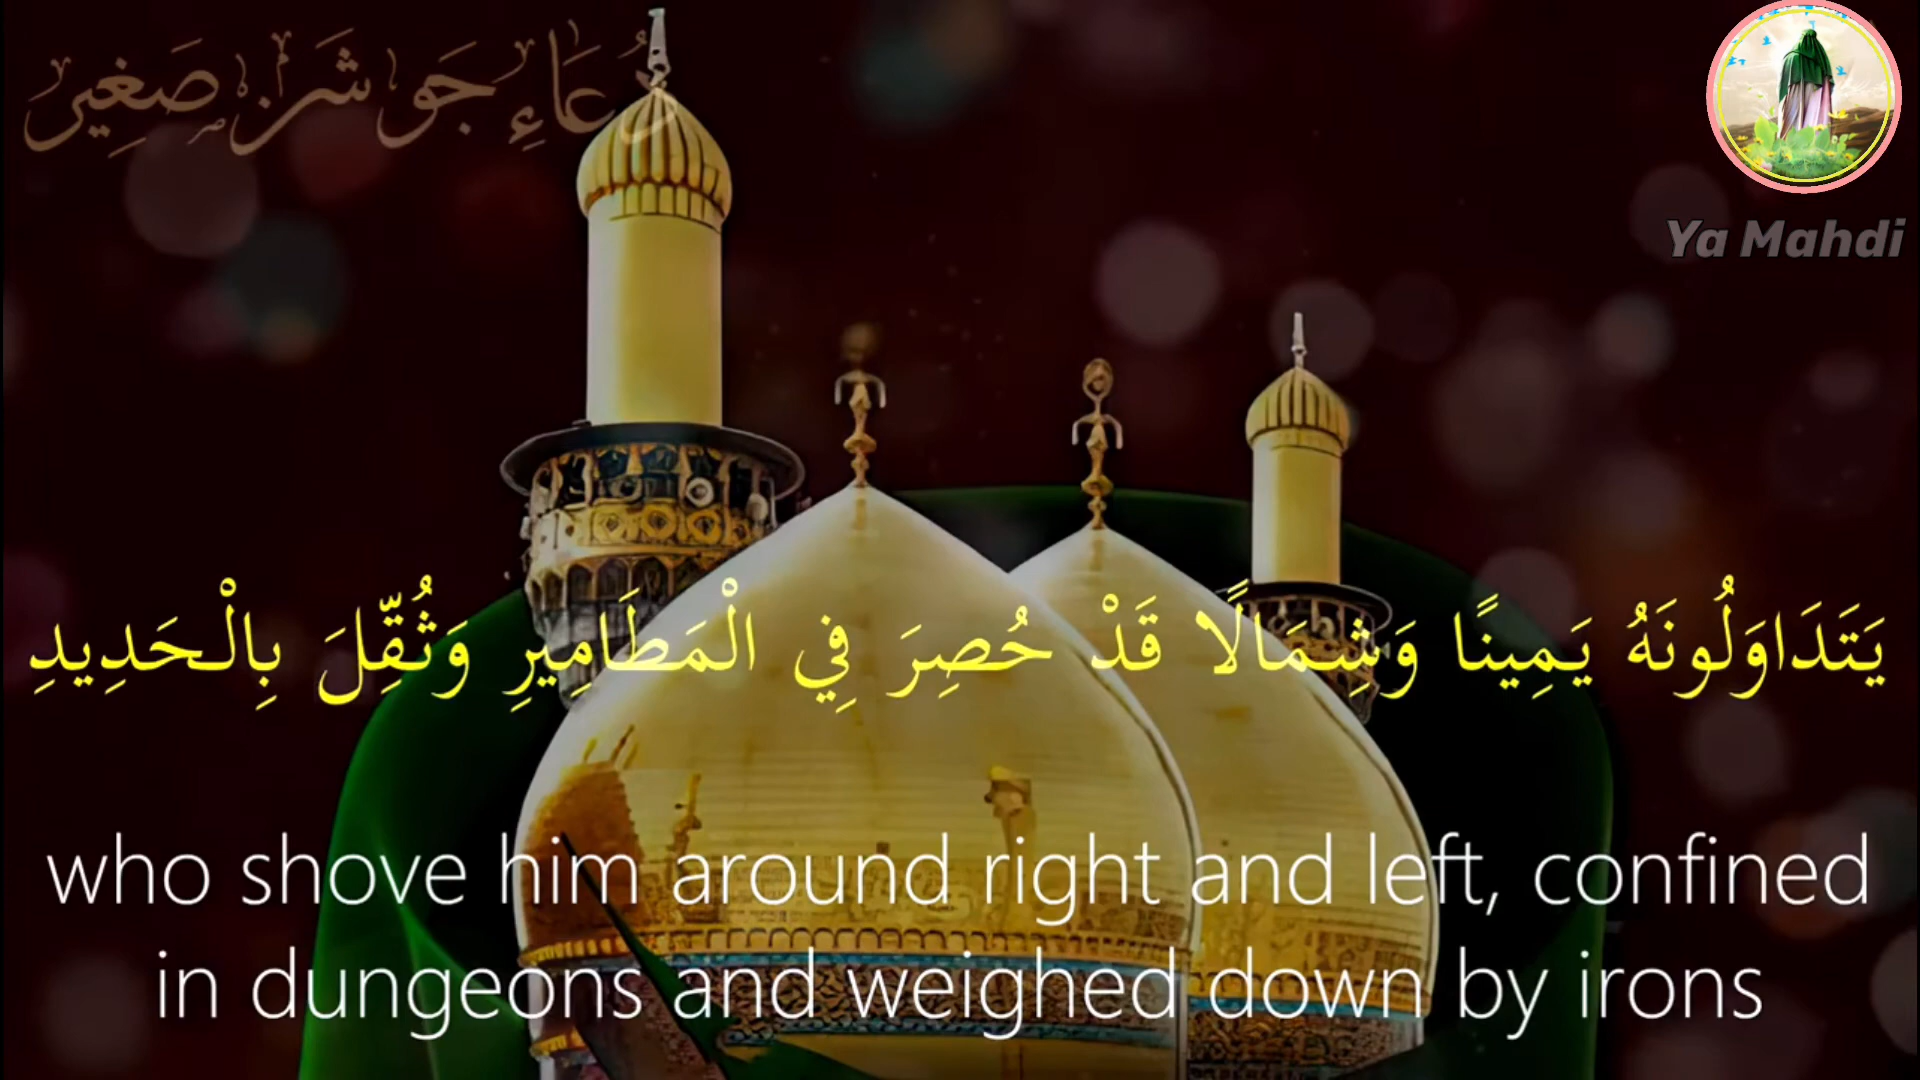 دُعَاءِ جَوشَن صَغِير
Ya Mahdi
يَتَدَاوَلُونَهُ يَمِينًا وَشِمَالًا قَدْ حُصِرَ فِي الْمَطَامِيرِ وَثُقِّلَ بِالْحَدِيدِ
who shove him around right and left, confined
in dungeons and weighed down by irons